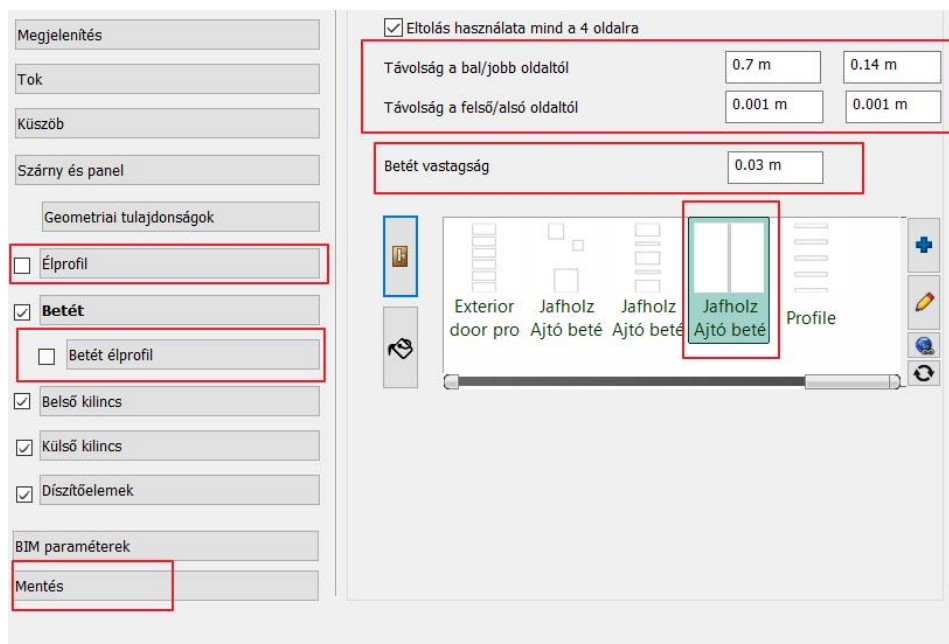 Megjelenítés
Tok
Küszöb
Szárny és panel
Geometriai tulajdonságok
Élprofil
Betét
Betét élprofil
Belső kilincs
Külső kilincs
Díszítőelemek
BIM paraméterek
Mentés
Eltolás használata mind a 4 oldalra
Távolság a bal/jobb oldaltól 0.7 m 0.14 m
Távolság a felső/alsó oldaltól 0.001 m 0.001 m
Betét vastagság 0.03 m
Exterior Jafholz Jafholz Jafholz Profile
door pro Ajtó beté Ajtó beté Ajtó beté